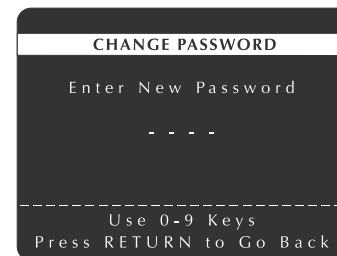 CHANGE PASSWORD
Enter New Password
- - - -
Use 0-9 Keys
Press RETURN to Go Back